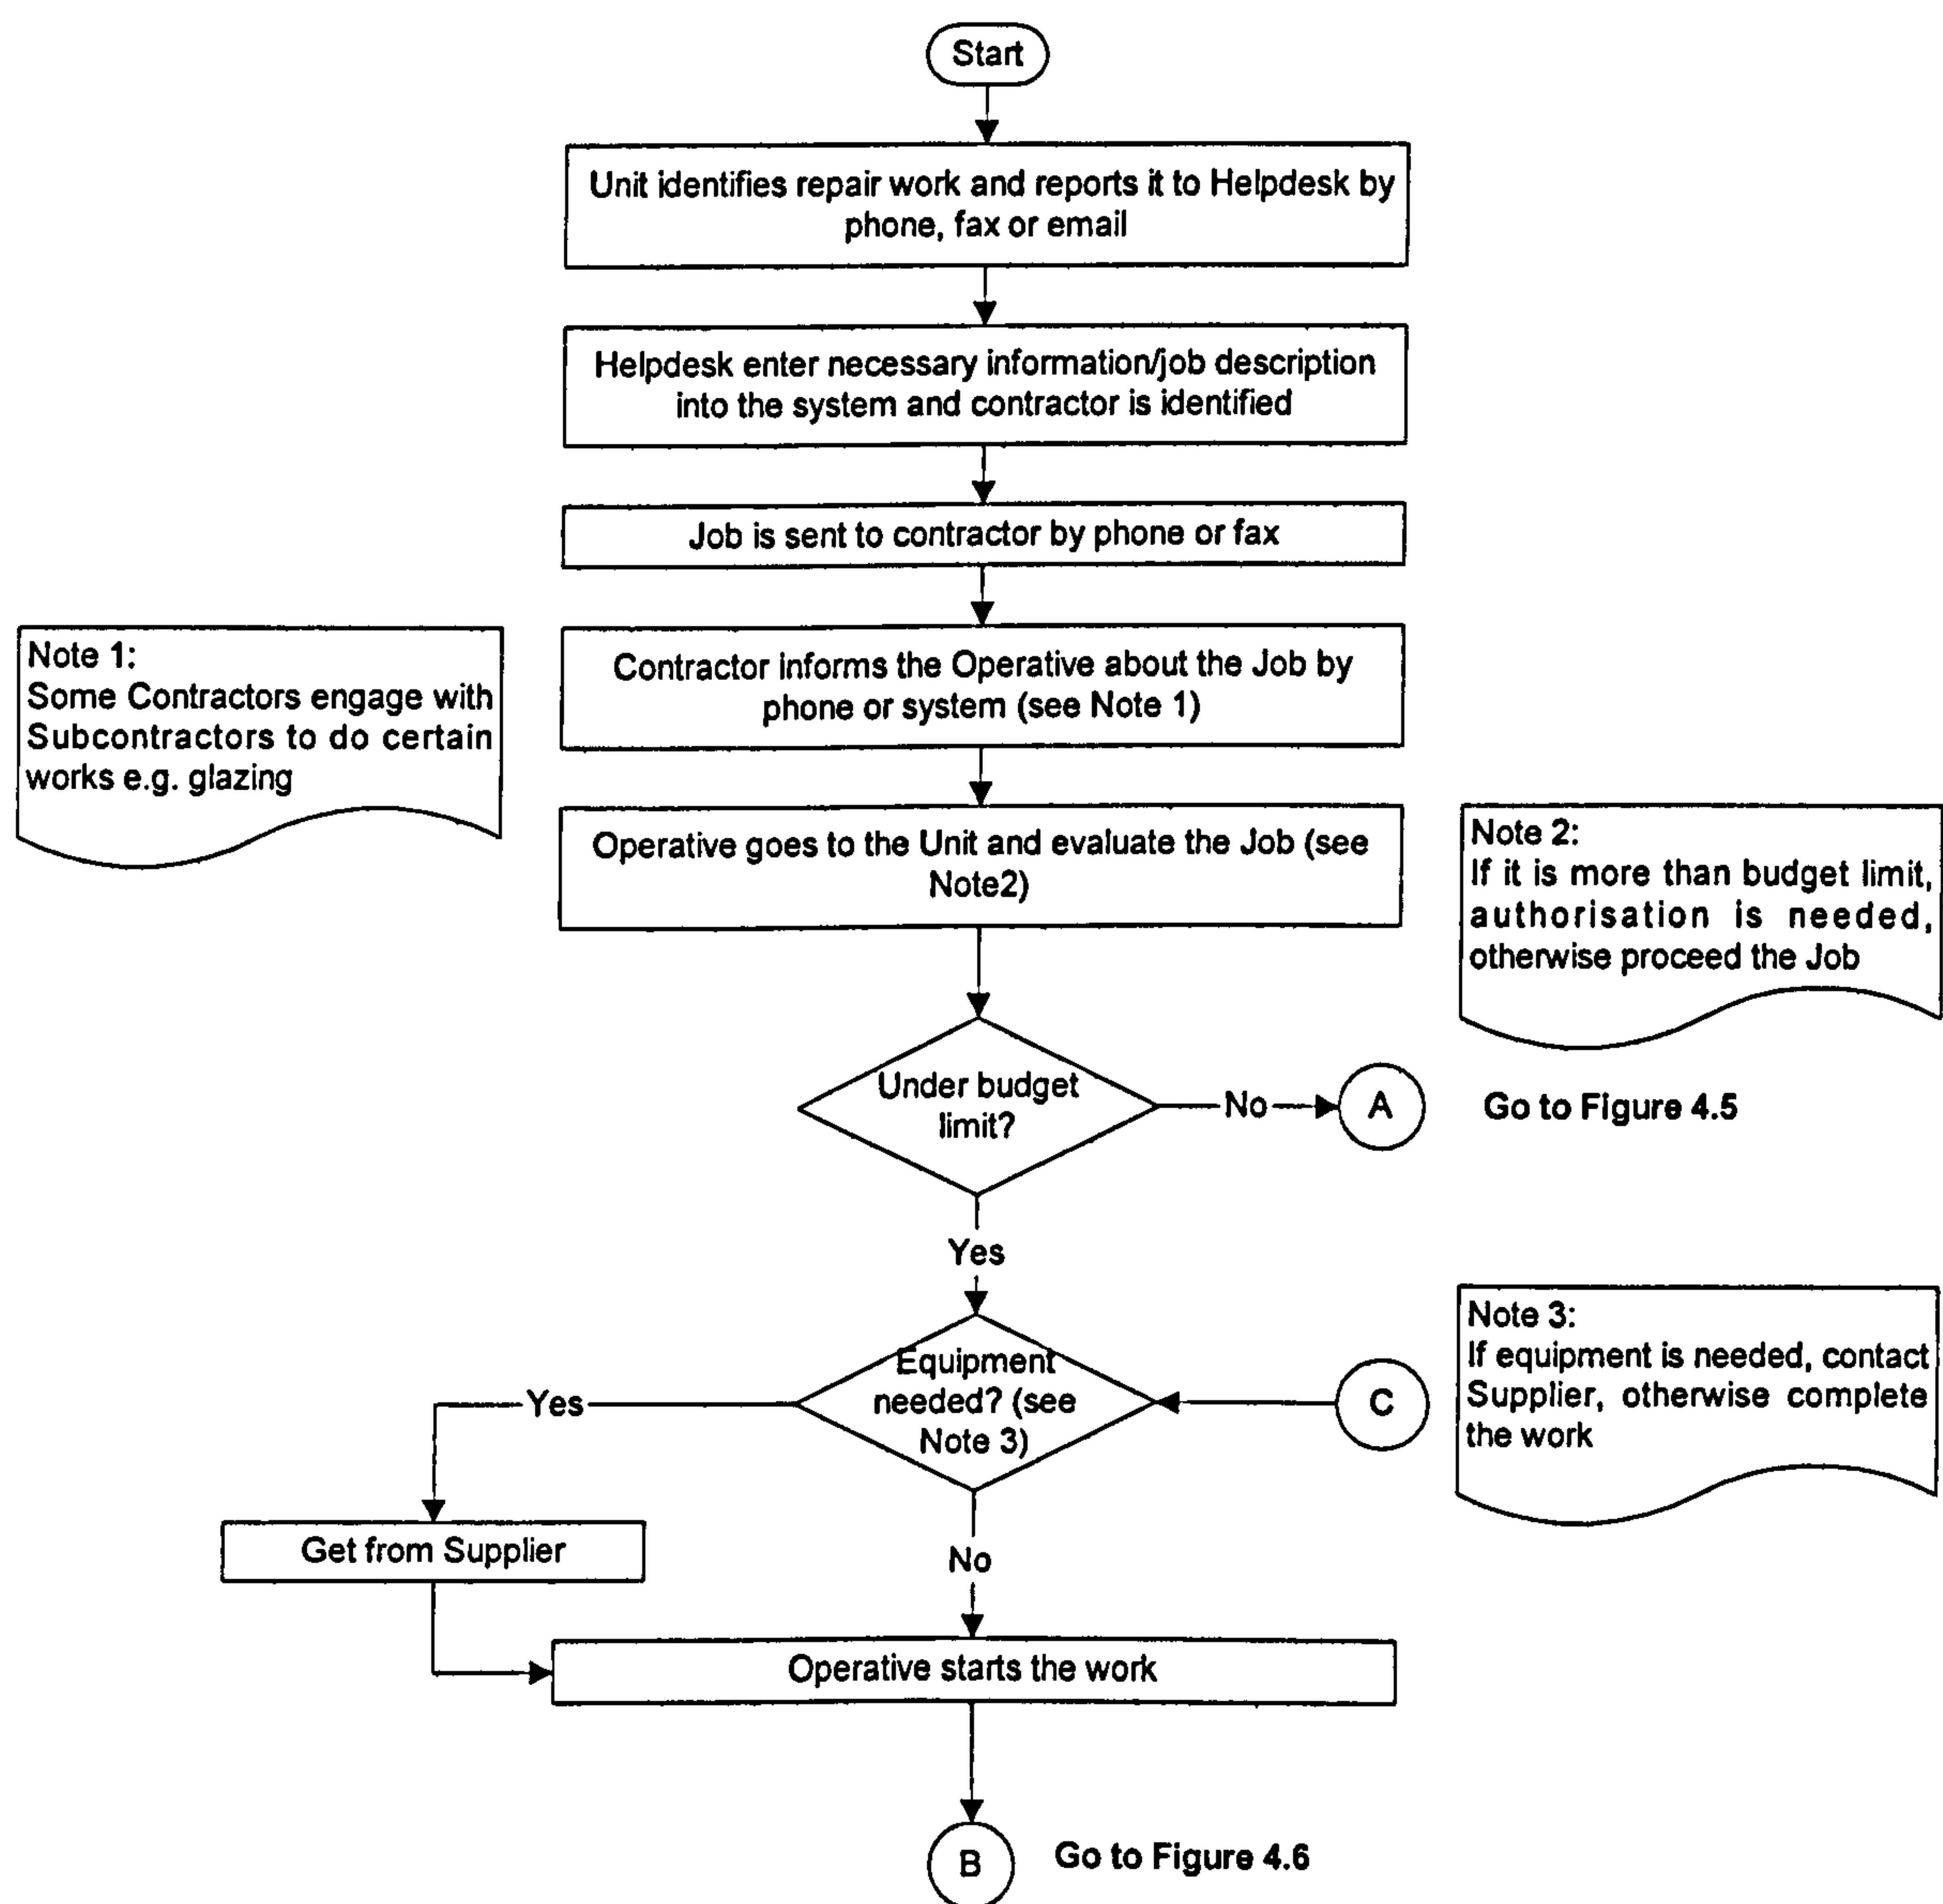 Start
Unit identifies repair work and reports it to Helpdesk by
phone, fax or email
Helpdesk enter necessary information/job description
into the system and contractor is identified
Job is sent to contractor by phone or fax
Note 1:
Some Contractors engage with
Subcontractors to do certain
works e.g. glazing
Contractor informs the Operative about the Job by
phone or system (see Note 1)
Operative goes to the Unit and evaluate the Job (see
Note2)
Note 2:
If it is more than budget limit,
authorisation is needed,
otherwise proceed the Job
Under budget
limit?
No
A
Go to Figure 4.5
Yes
Equipment
needed? (see
Note 3)
Yes
C
Note 3:
If equipment is needed, contact
Supplier, otherwise complete
the work
Get from Supplier
No
Operative starts the work
B
Go to Figure 4.6